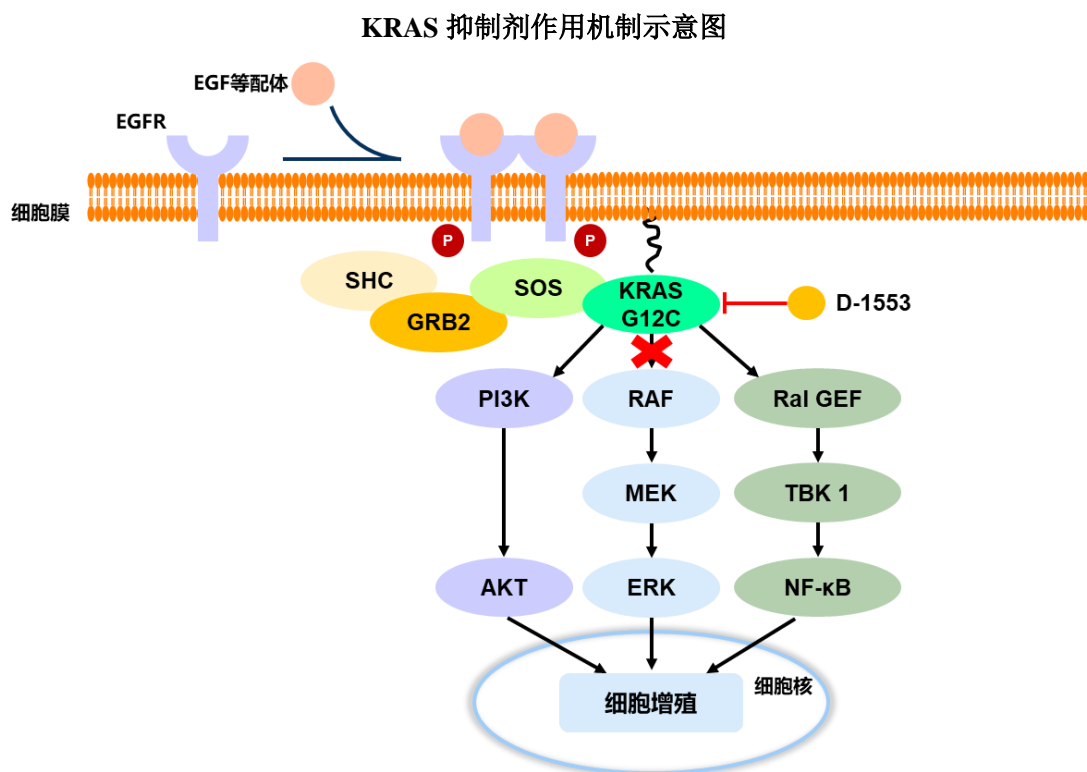 KRAS 抑制剂作用机制示意图
EGF等配体
EGFR
细胞膜
P
P
SHC
GRB2
SOS
KRAS
G12C
D-1553
PI3K
RAF
Ral GEF
MEK
TBK 1
AKT
ERK
NF-κB
细胞核
细胞增殖